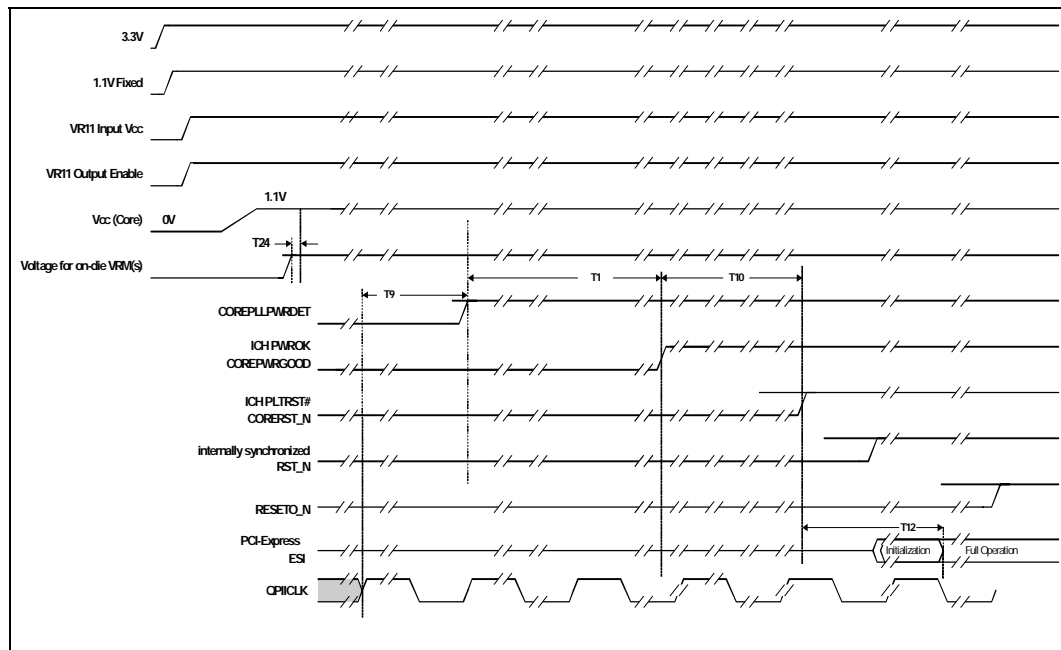 3.3V
1.1V Fixed
VR11 Input Vcc
VR11 Output Enable
1.1V
Vcc (Core)
0V
T24
Voltage for on-die VRM(s)
T1
T10
T9
COREPLLPWRDET
ICH PWROK
COREPWRGOOD
ICH PLTRST#
CORERST_N
internally synchronized
RST_N
RESETO_N
T12
PCI-Express
ESI
Initialization
Full Operation
QPIICLK